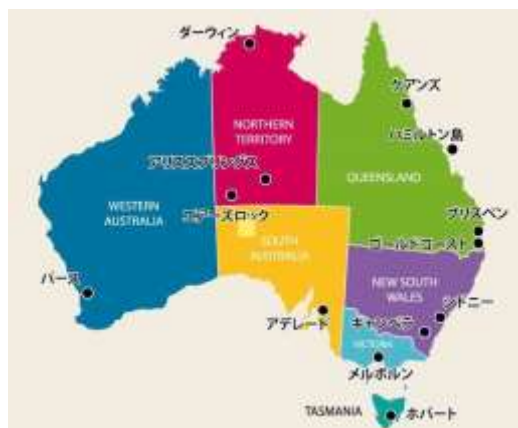 ダーウィン
ケアンズ
NORTHERN
TERRITORY
ハミルトン島
アリススプリングス
QUEENSLAND
WESTERN
AUSTRALIA
エアーズロック
ブリスベン
SOUTH
AUSTRALIA
ゴールドコースト
パース
NEW SOUTH
WALES
シドニー
アデレード
キャンベラ
VICTORIA
メルボルン
TASMANIA
ホバート